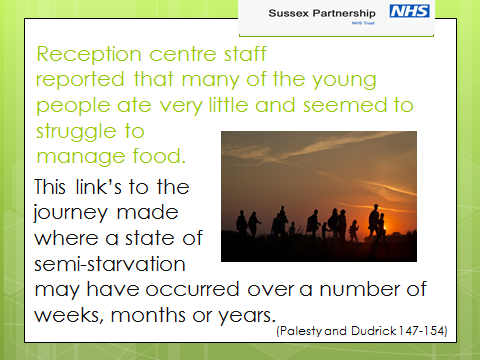 Sussex Partnership NHS
NHS Trust
Reception centre staff
reported that many of the young
people ate very little and seemed to
struggle to
manage food.
This link's to the
journey made
where a state of
semi-starvation
may have occurred over a number of
weeks, months or years.
(Palesty and Dudrick 147-154)